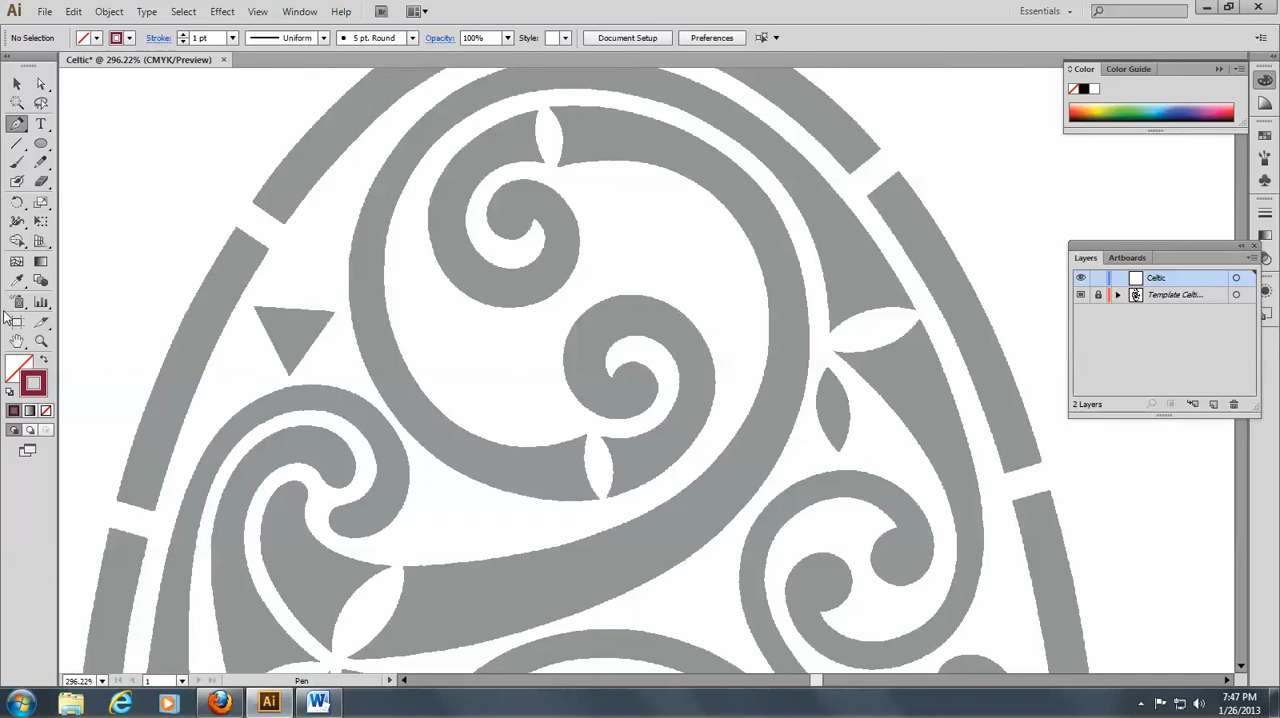 Ai File Edit Object Type Select Effect View Window Help Br Essentials
No Selection Stroke: 1 pt Uniform 5 pt. Round Opacity: 100% Style: Document Setup Preferences
Celtic* @ 296.22% (CMYK/Preview) ×
Color Color Guide
Layers Artboards
Celtic
Template Celti...
2 Layers
296.22% 1 Pen
Ai W
7:47 PM
1/26/2013